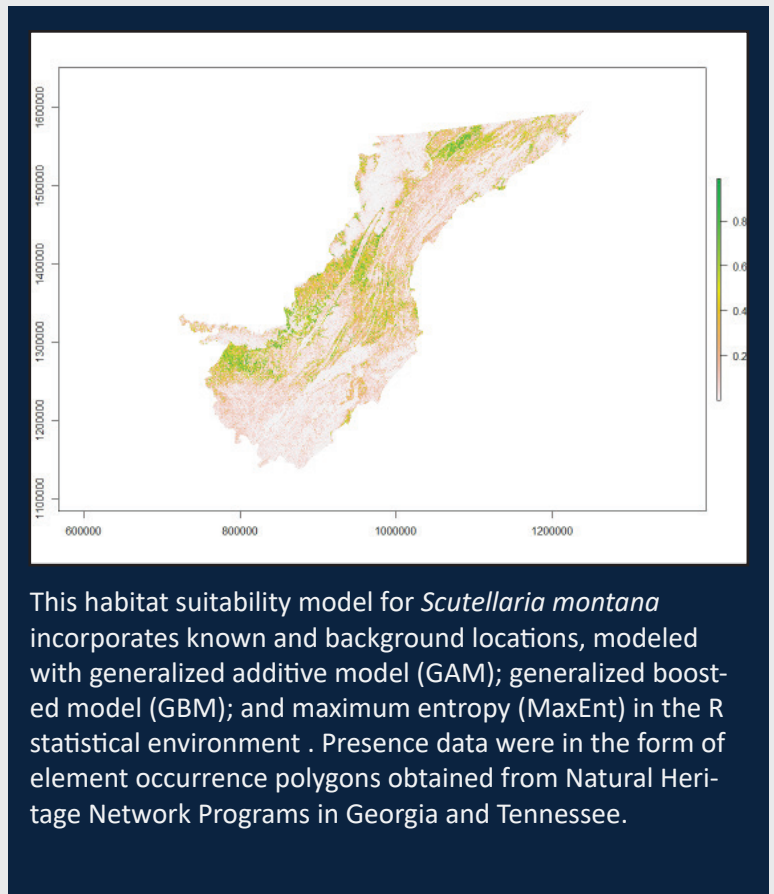 1600000
1500000
1400000
1300000
1200000
1100000
600000
800000
1000000
1200000
0.8
0.6
0.4
0.2
This habitat suitability model for Scutellaria montana
incorporates known and background locations, modeled
with generalized additive model (GAM); generalized boost-
ed model (GBM); and maximum entropy (MaxEnt) in the R
statistical environment . Presence data were in the form of
element occurrence polygons obtained from Natural Heri-
tage Network Programs in Georgia and Tennessee.